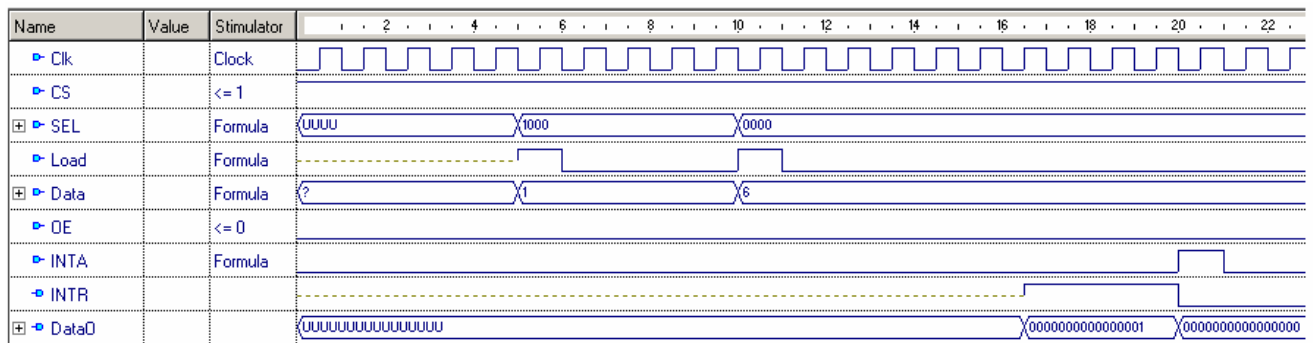 Name Value Stimulator 2 4 6 8 10 12 14 16 18 20 22
Clk Clock
CS <= 1
SEL Formula UUUU 1000 0000
Load Formula
Data Formula ? 1 6
OE <= 0
INTA Formula
INTR
DataO UUUUUUUUUUUUUUUU 0000000000000001 0000000000000000